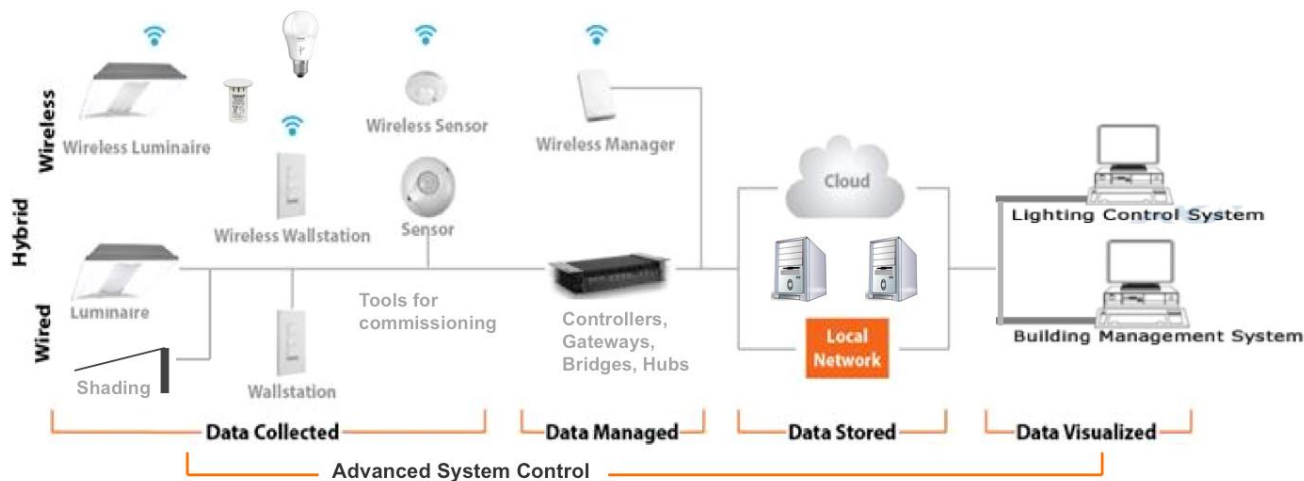 Wireless
Hybrid
Wired
Wireless Luminaire
Wireless Sensor
Wireless Manager
Wireless Wallstation
Sensor
Luminaire
Shading
Wallstation
Tools for
commissioning
Controllers,
Gateways,
Bridges, Hubs
Cloud
Local
Network
Lighting Control System
Building Management System
Data Collected
Data Managed
Data Stored
Data Visualized
Advanced System Control